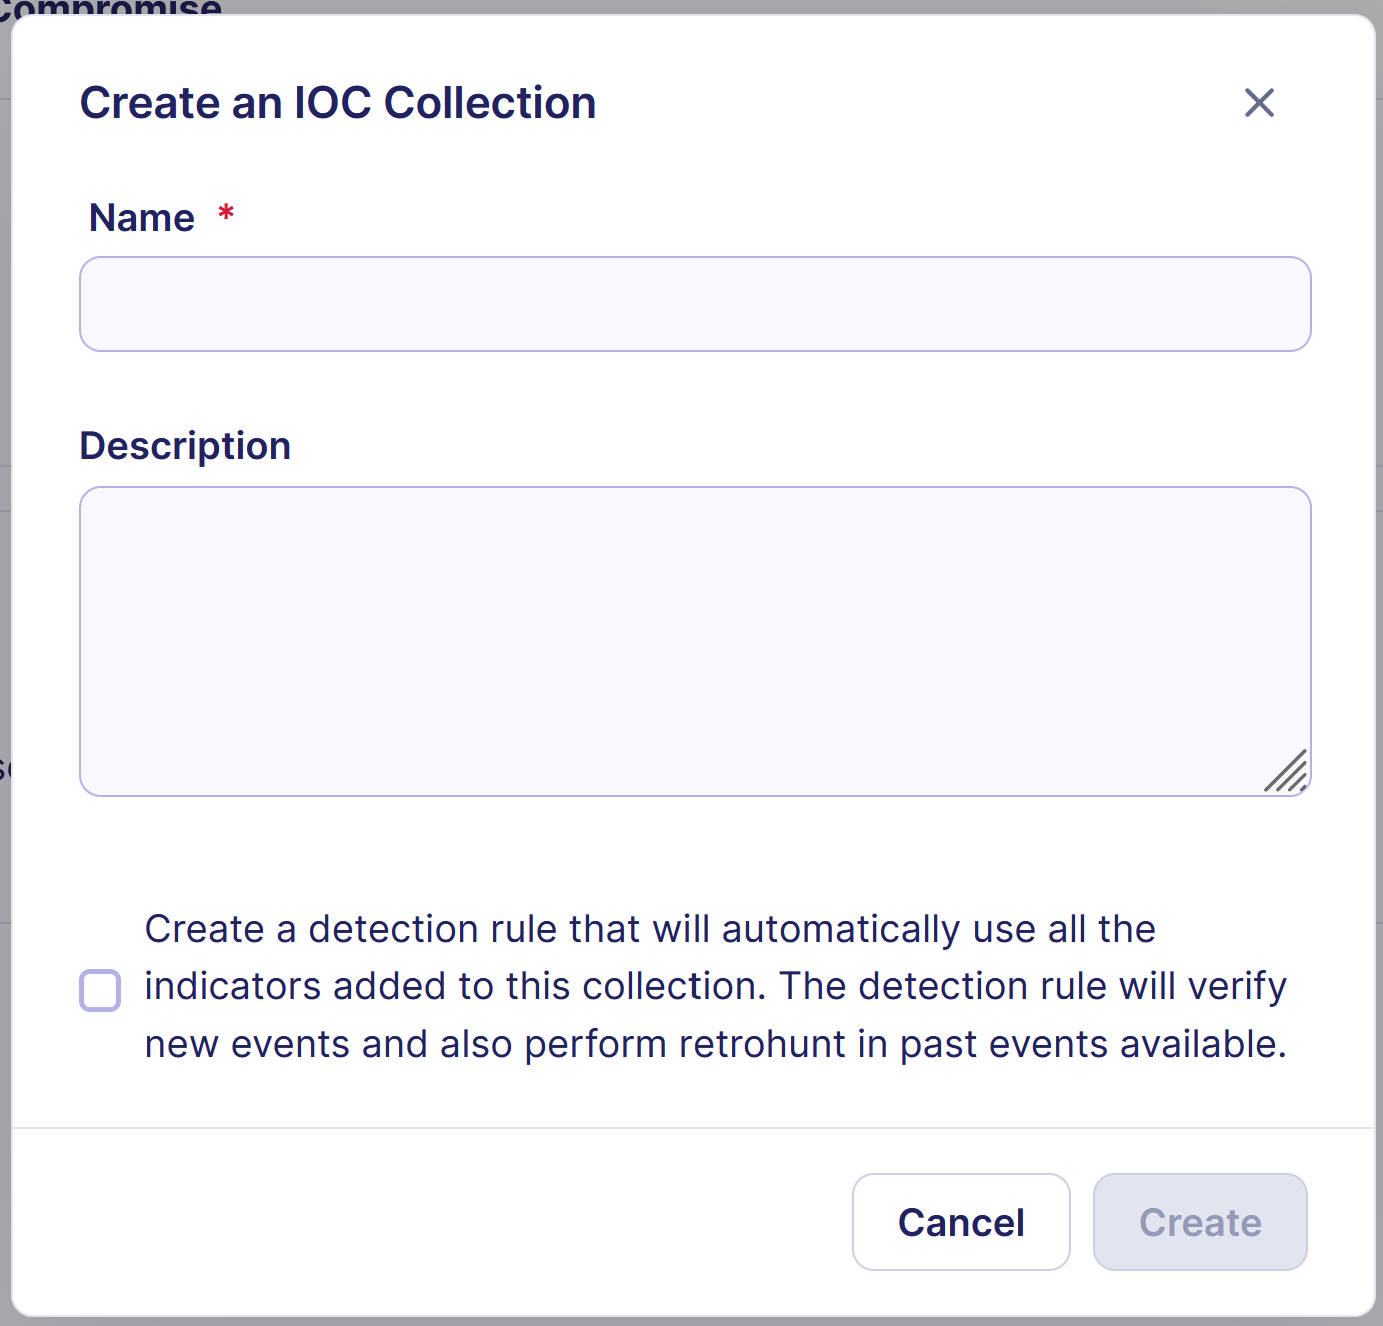 Compromise
Create an IOC Collection
Name *
Description
Create a detection rule that will automatically use all the
indicators added to this collection. The detection rule will verify
new events and also perform retrohunt in past events available.
Cancel
Create